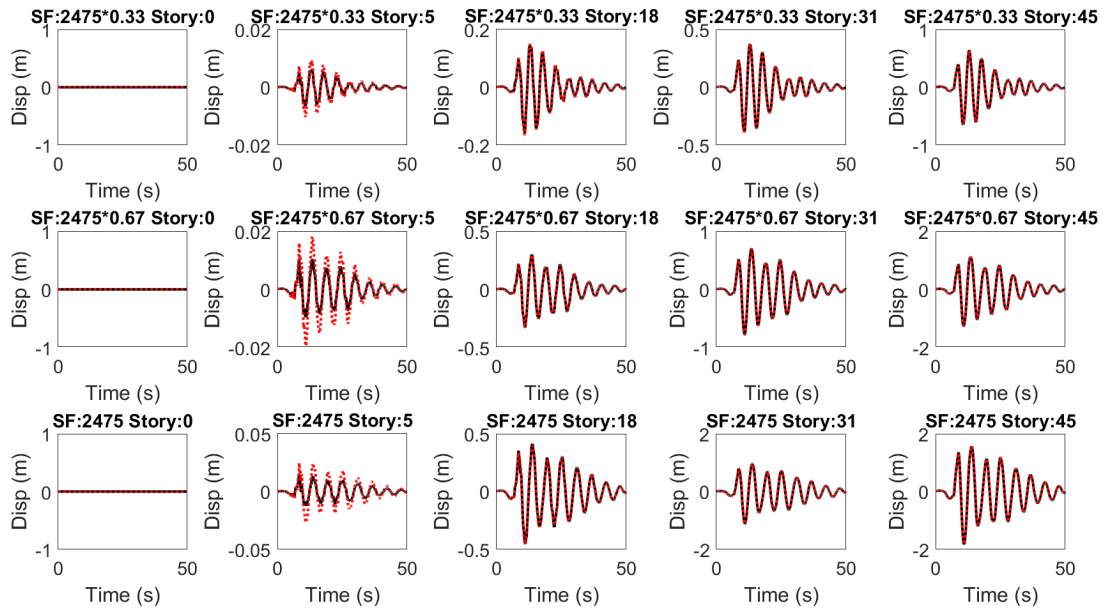 SF:2475*0.33 Story:0 SF:2475*0.33 Story:5 SF:2475*0.33 Story:18 SF:2475*0.33 Story:31 SF:2475*0.33 Story:45
1 0.02 0.2 0.5 1
Disp (m) Disp (m) Disp (m) Disp (m) Disp (m)
0 0 0 0 0
-1 -0.02 -0.2 -0.5 -1
0 50 0 50 0 50 0 50 0 50
Time (s) Time (s) Time (s) Time (s) Time (s)
SF:2475*0.67 Story:0 SF:2475*0.67 Story:5 SF:2475*0.67 Story:18 SF:2475*0.67 Story:31 SF:2475*0.67 Story:45
1 0.02 0.5 1 2
Disp (m) Disp (m) Disp (m) Disp (m) Disp (m)
0 0 0 0 0
-1 -0.02 -0.5 -1 -2
0 50 0 50 0 50 0 50 0 50
Time (s) Time (s) Time (s) Time (s) Time (s)
SF:2475 Story:0 SF:2475 Story:5 SF:2475 Story:18 SF:2475 Story:31 SF:2475 Story:45
1 0.05 0.5 2 2
Disp (m) Disp (m) Disp (m) Disp (m) Disp (m)
0 0 0 0 0
-1 -0.05 -0.5 -2 -2
0 50 0 50 0 50 0 50 0 50
Time (s) Time (s) Time (s) Time (s) Time (s)